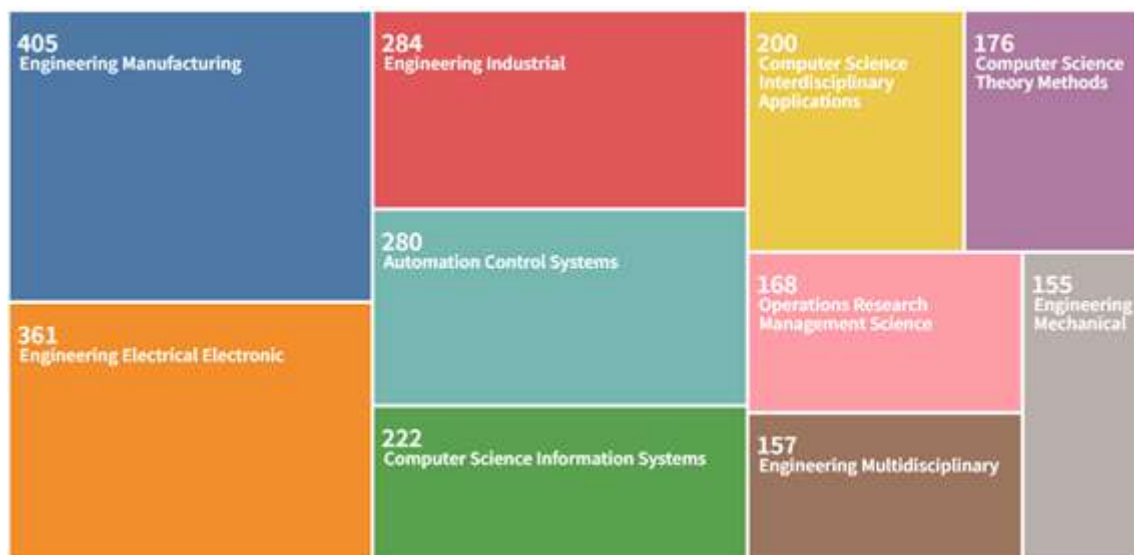 405
Engineering Manufacturing
361
Engineering Electrical Electronic
284
Engineering Industrial
280
Automation Control Systems
222
Computer Science Information Systems
200
Computer Science
Interdisciplinary
Applications
176
Computer Science
Theory Methods
168
Operations Research
Management Science
155
Engineering
Mechanical
157
Engineering Multidisciplinary